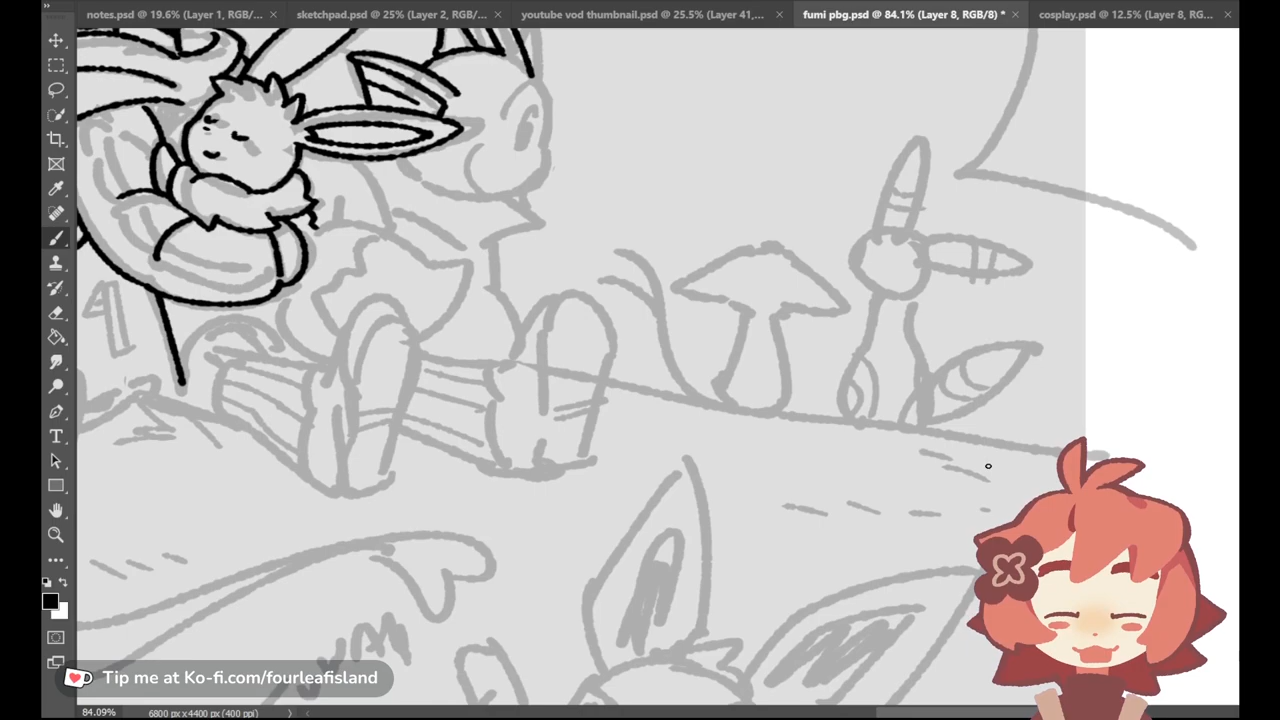 notes.psd @ 19.6% (Layer 1, RGB/...
sketchpad.psd @ 25% (Layer 2, RGB/...
youtube vod thumbnail.psd @ 25.5% (Layer 41,...
fumi pbg.psd @ 84.1% (Layer 8, RGB/8) *
cosplay.psd @ 12.5% (Layer 8, RG...
Tip me at Ko-fi.com/fourleafisland
84.09%
6800 px x 4400 px (400 ppi)